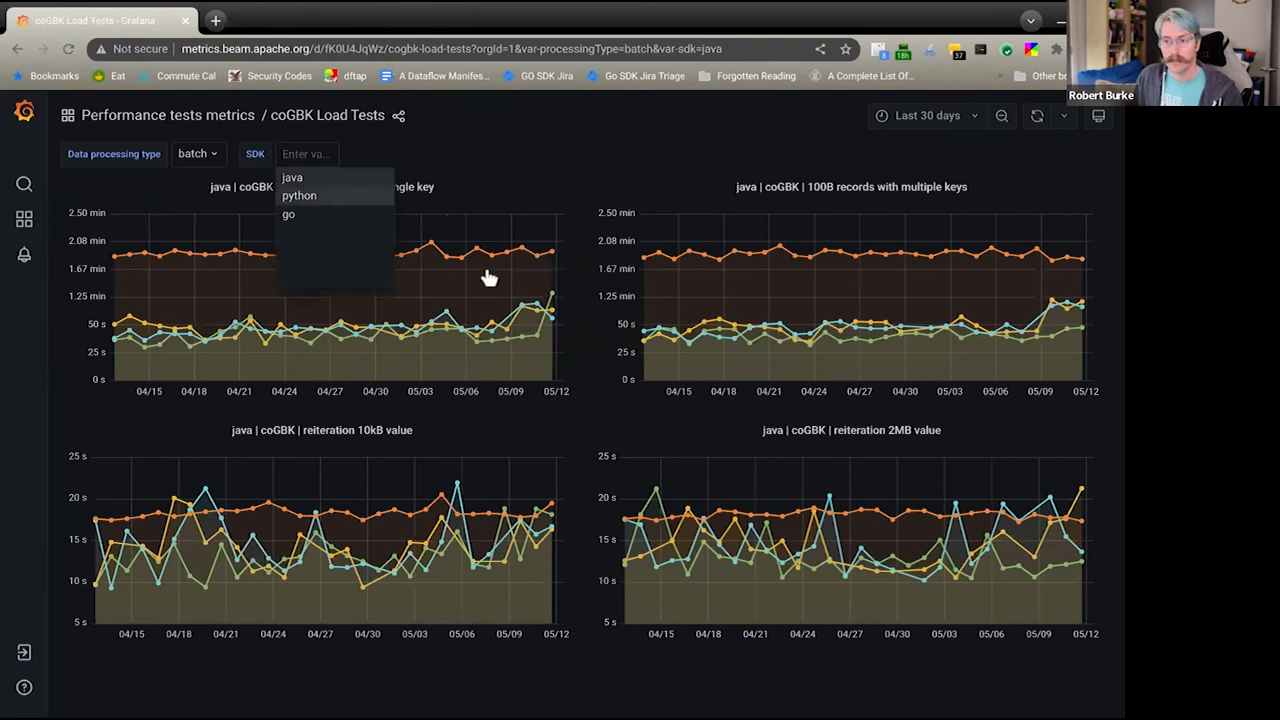 coGBK Load Tests - Grafana
Not secure
metrics.beam.apache.org/d/fK0U4JqWz/cogbk-load-tests?orgId=1&var-processingType=batch&var-sdk=java
8
18h
37
Bookmarks
Eat
Commute Cal
Security Codes
dftap
A Dataflow Manifes...
GO SDK Jira
Go SDK Jira Triage
Forgotten Reading
A Complete List of...
Other bo
Robert Burke
Performance tests metrics / coGBK Load Tests
Last 30 days
Data processing type
batch
SDK
Enter va...
java
python
go
java | coGBK
ngle key
2.50 min
2.08 min
1.67 min
1.25 min
50 s
25 s
0 s
04/15 04/18 04/21 04/24 04/27 04/30 05/03 05/06 05/09 05/12
java | coGBK | 100B records with multiple keys
2.50 min
2.08 min
1.67 min
1.25 min
50 s
25 s
0 s
04/15 04/18 04/21 04/24 04/27 04/30 05/03 05/06 05/09 05/12
java | coGBK | reiteration 10kB value
25 s
20 s
15 s
10 s
5 s
04/15 04/18 04/21 04/24 04/27 04/30 05/03 05/06 05/09 05/12
java | coGBK | reiteration 2MB value
25 s
20 s
15 s
10 s
5 s
04/15 04/18 04/21 04/24 04/27 04/30 05/03 05/06 05/09 05/12